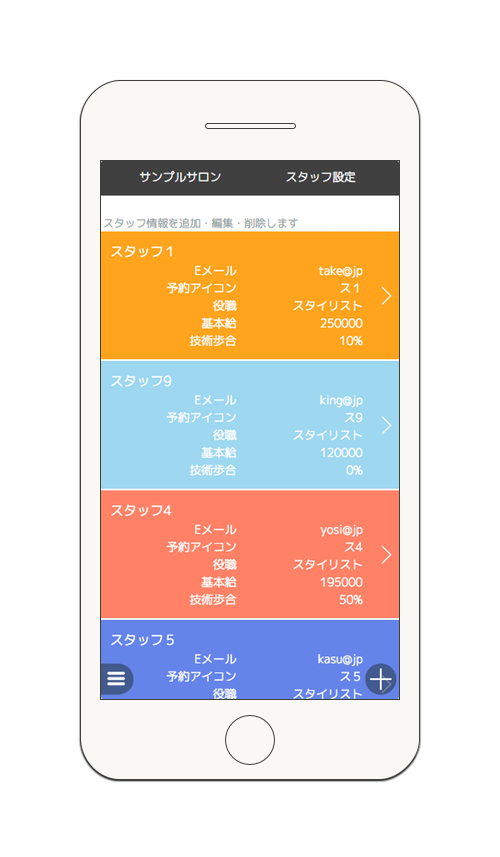 サンプルサロン スタッフ設定
スタッフ情報を追加・編集・削除します
スタッフ１
Eメール take@jp
予約アイコン ス１
役職 スタイリスト
基本給 250000
技術歩合 10%
スタッフ9
Eメール king@jp
予約アイコン ス9
役職 スタイリスト
基本給 120000
技術歩合 0%
スタッフ4
Eメール yosi@jp
予約アイコン ス4
役職 スタイリスト
基本給 195000
技術歩合 50%
スタッフ５
Eメール kasu@jp
予約アイコン ス５
役職 スタイリスト